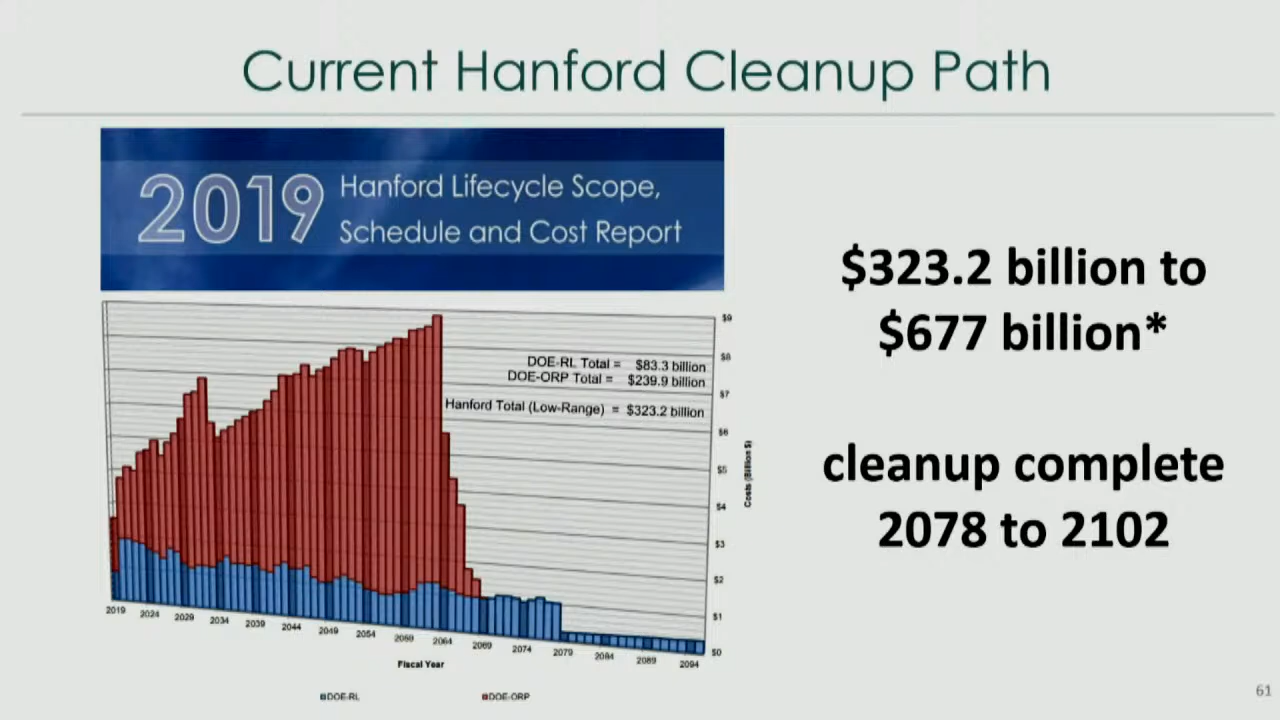 Current Hanford Cleanup Path
2019
Hanford Lifecycle Scope,
Schedule and Cost Report
$323.2 billion to
$677 billion*
cleanup complete
2078 to 2102
DOE-RL Total = $83.3 billion
DOE-ORP Total = $239.9 billion
Hanford Total (Low-Range) = $323.2 billion
$9
$8
$7
$6
$5
$4
$3
$2
$1
$0
Costs (Billion $)
2019 2024 2029 2034 2039 2044 2049 2054 2059 2064 2069 2074 2079 2084 2089 2094
Fiscal Year
DOE-RL DOE-ORP
61